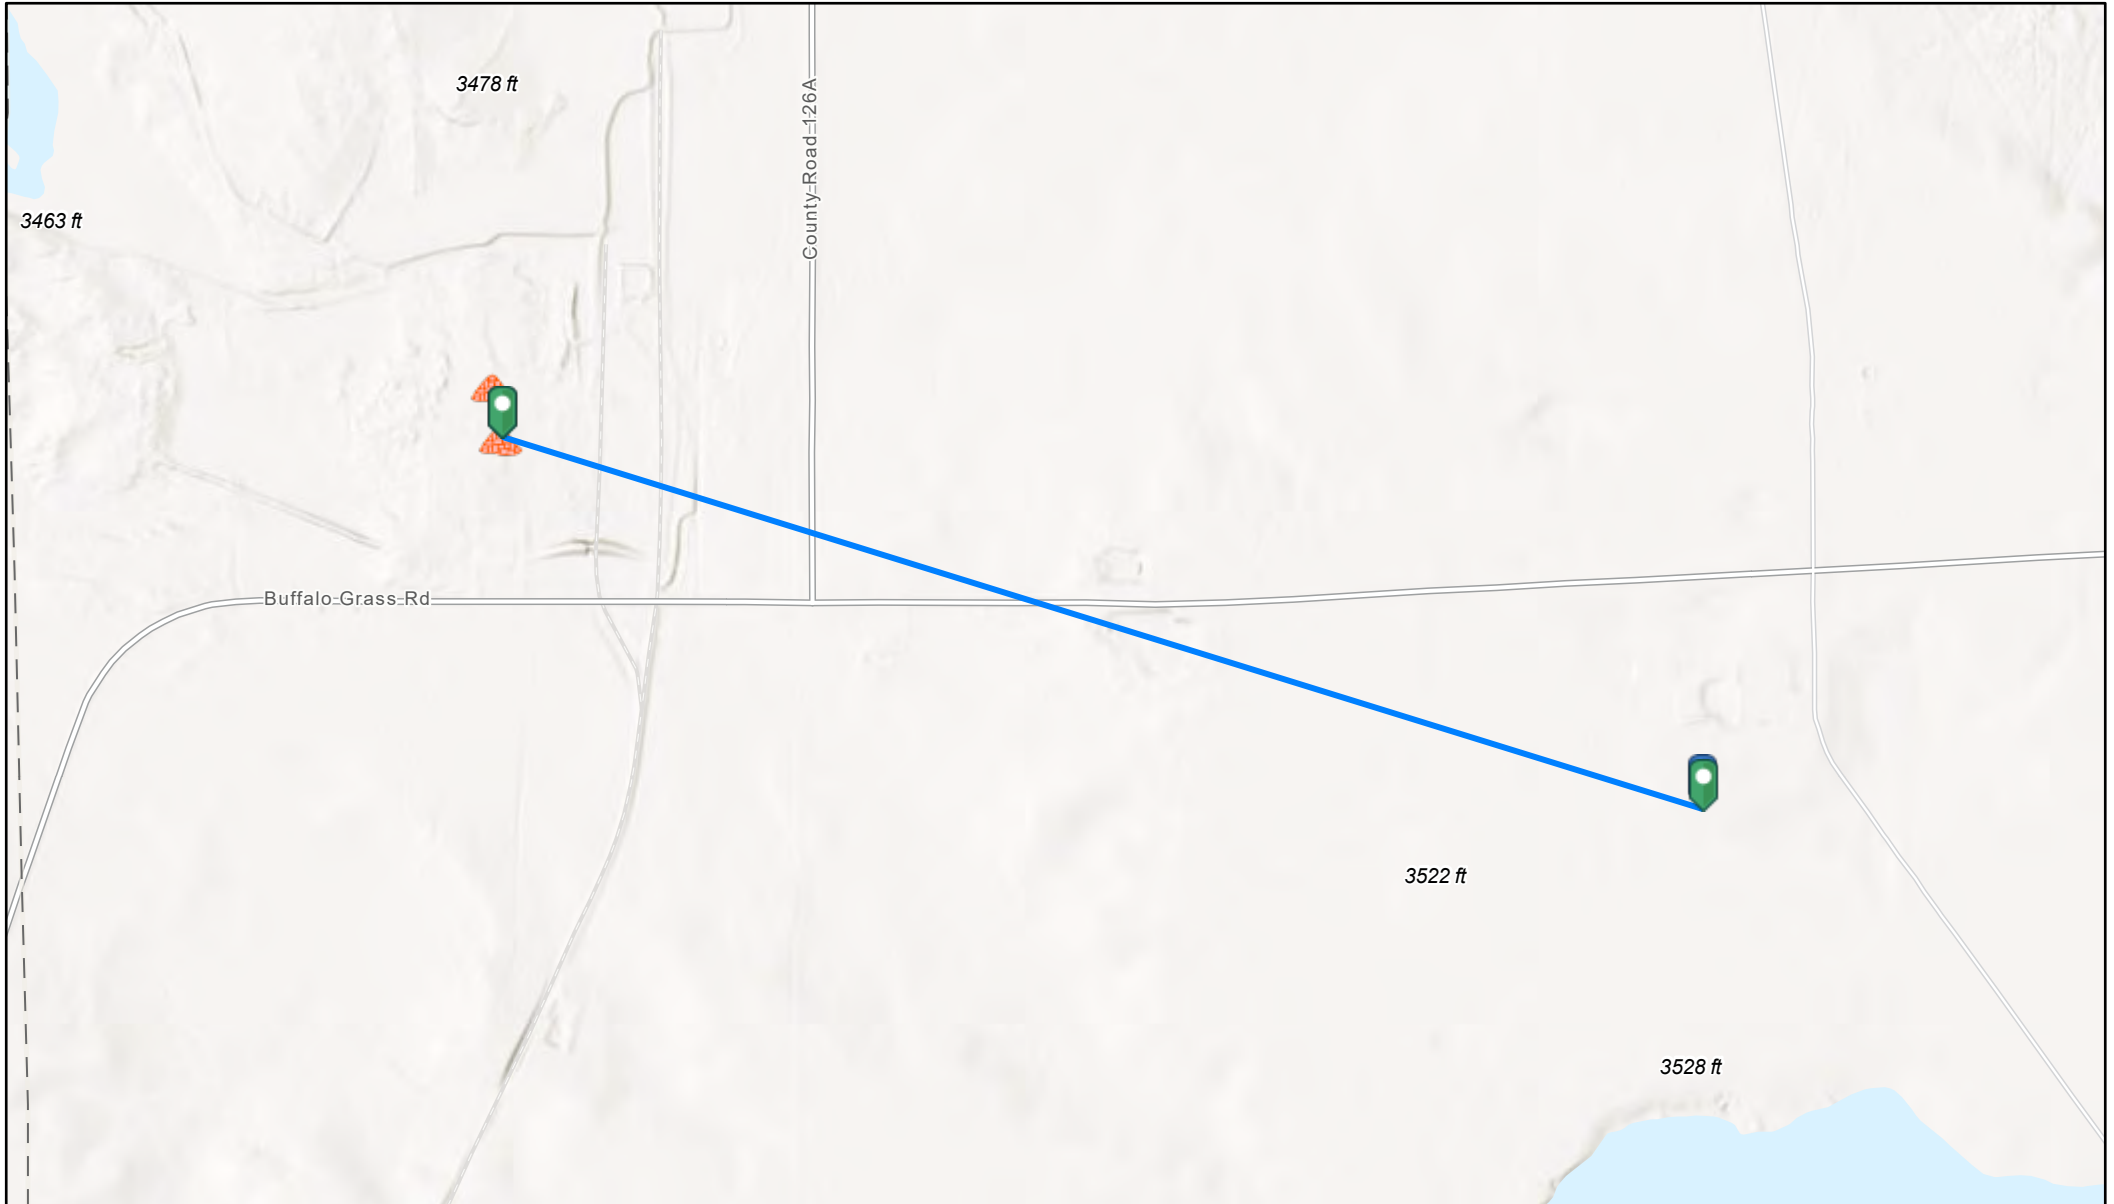 3478 ft
County Road 126A
3463 ft
Buffalo Grass Rd
3522 ft
3528 ft